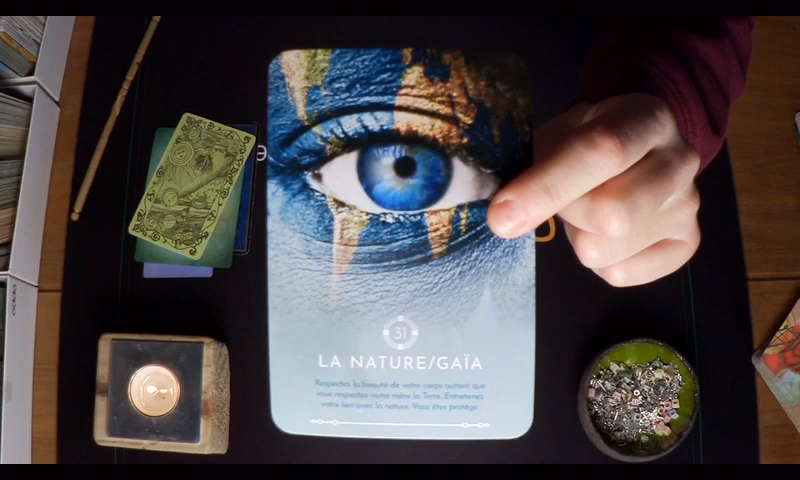 31
LA NATURE/GAÏA
Respectez la beauté de votre corps autant que
vous respectez notre mère la Terre. Entretenez
votre lien avec la nature. Vous êtes protégé.